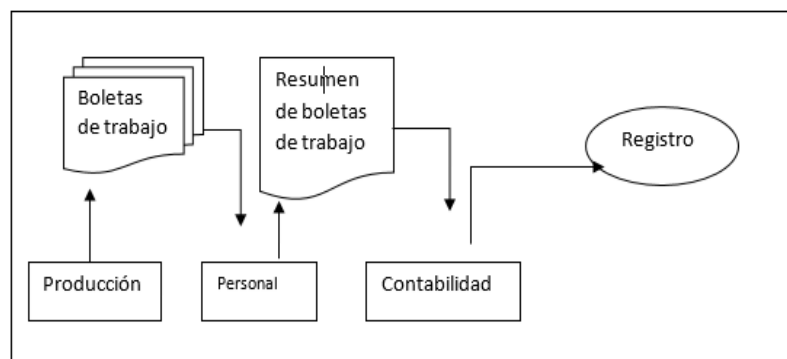 Boletas
de trabajo
Resumen
de boletas
de trabajo
Registro
Producción
Personal
Contabilidad